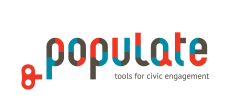 populate
tools for civic engagement